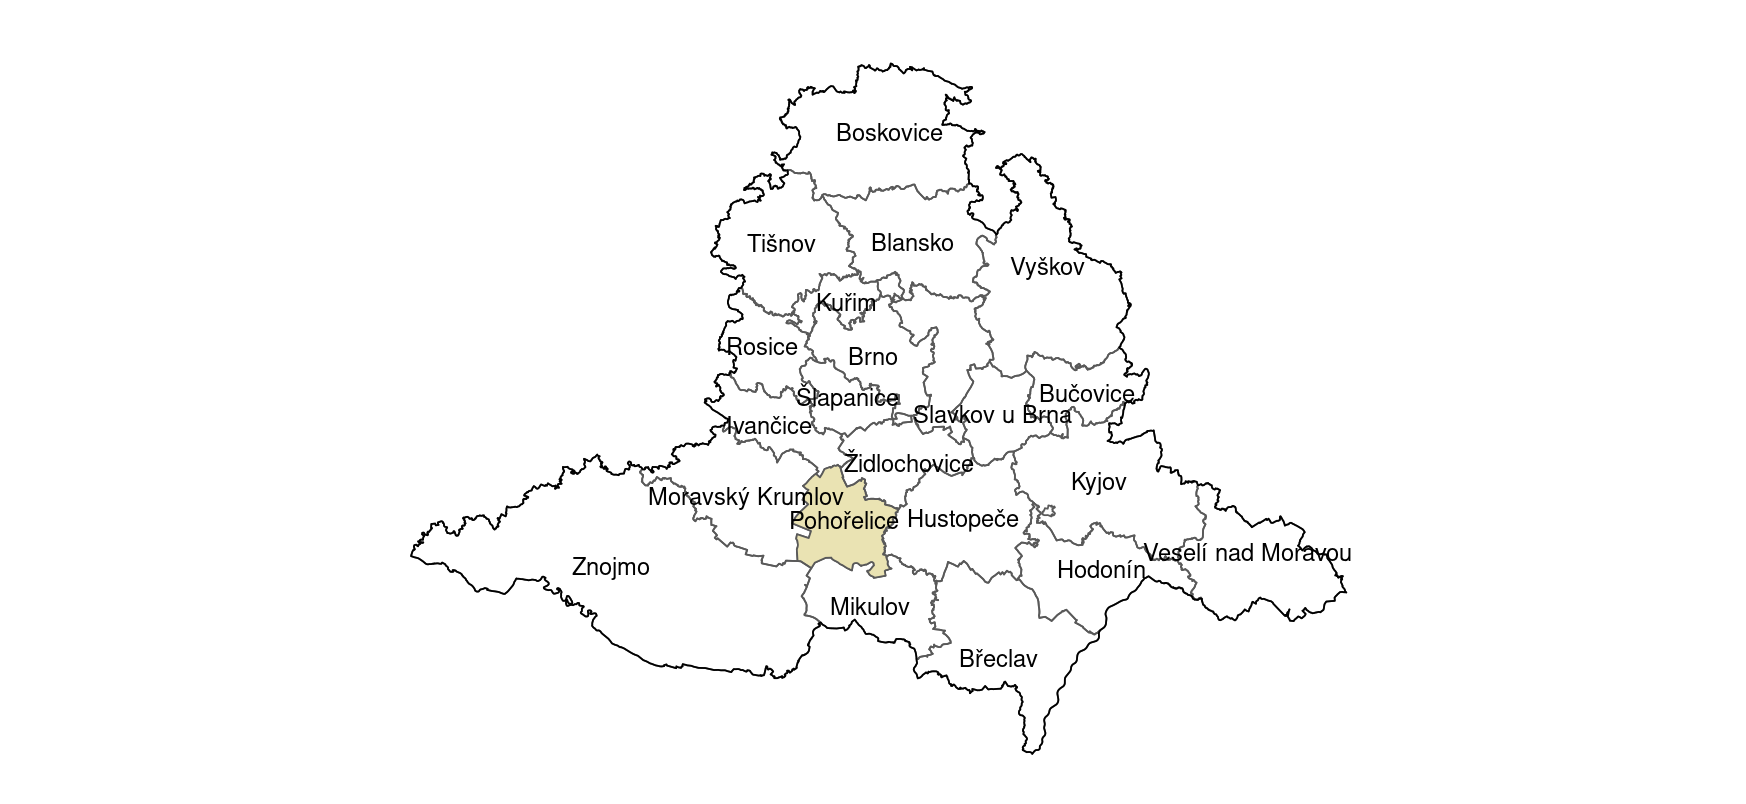 Boskovice
Tišnov
Blansko
Vyškov
Kuřim
Rosice
Brno
Bučovice
Šlapanice
Slavkov u Brna
Ivančice
Židlochovice
Kyjov
Moravský Krumlov
Pohořelice
Hustopeče
Veselí nad Moravou
Znojmo
Hodonín
Mikulov
Břeclav